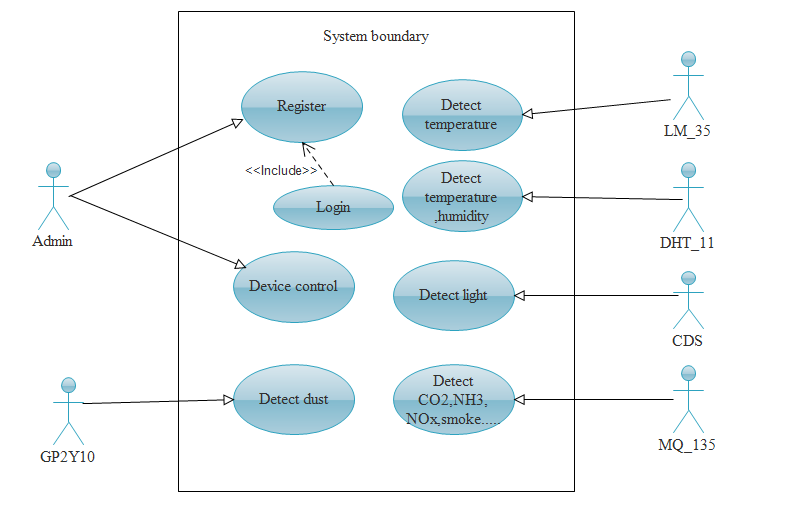 System boundary
Register
Detect
temperature
LM_35
<<Include>>
Login
Detect
temperature
,humidity
DHT_11
Admin
Device control
Detect light
CDS
Detect dust
Detect
CO2,NH3,
NOx,smoke.....
GP2Y10
MQ_135